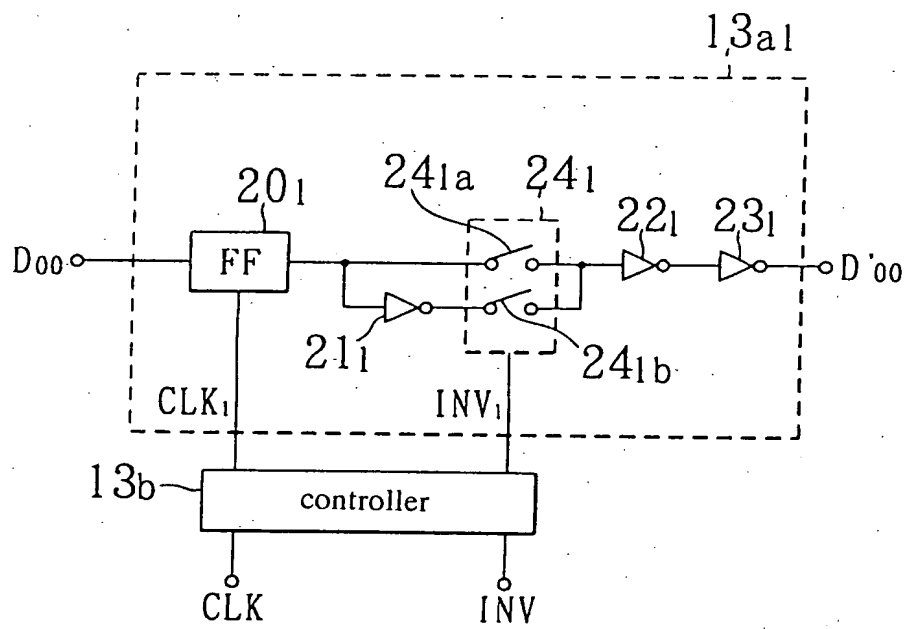 13a1
24₁a 24₁
20₁ 22₁ 23₁
D₀₀ FF D'₀₀
21₁ 24₁b
CLK₁ INV₁
13b controller
CLK INV